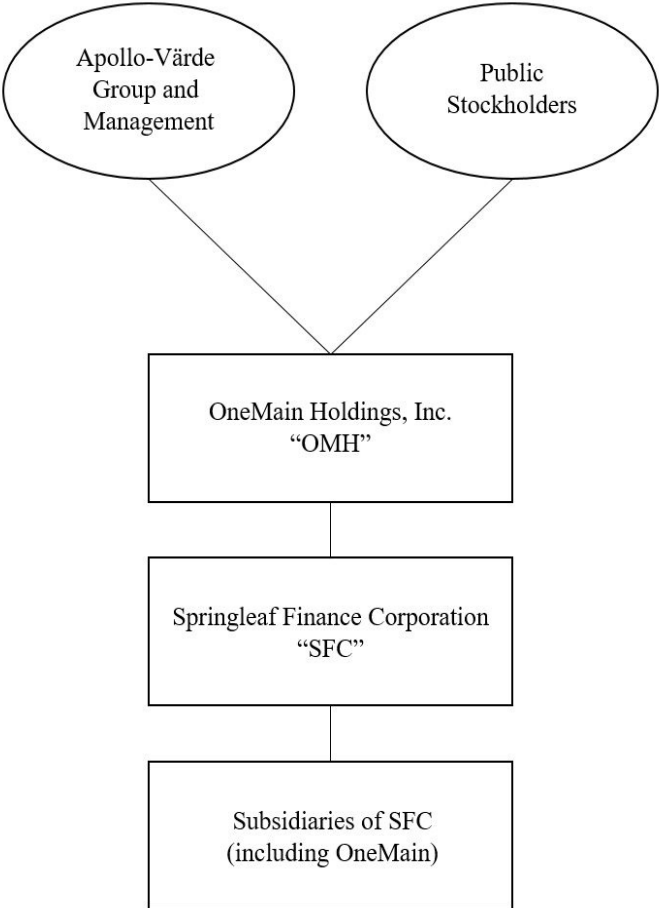 Apollo-Värde
Group and
Management
Public
Stockholders
OneMain Holdings, Inc.
“OMH”
Springleaf Finance Corporation
“SFC”
Subsidiaries of SFC
(including OneMain)